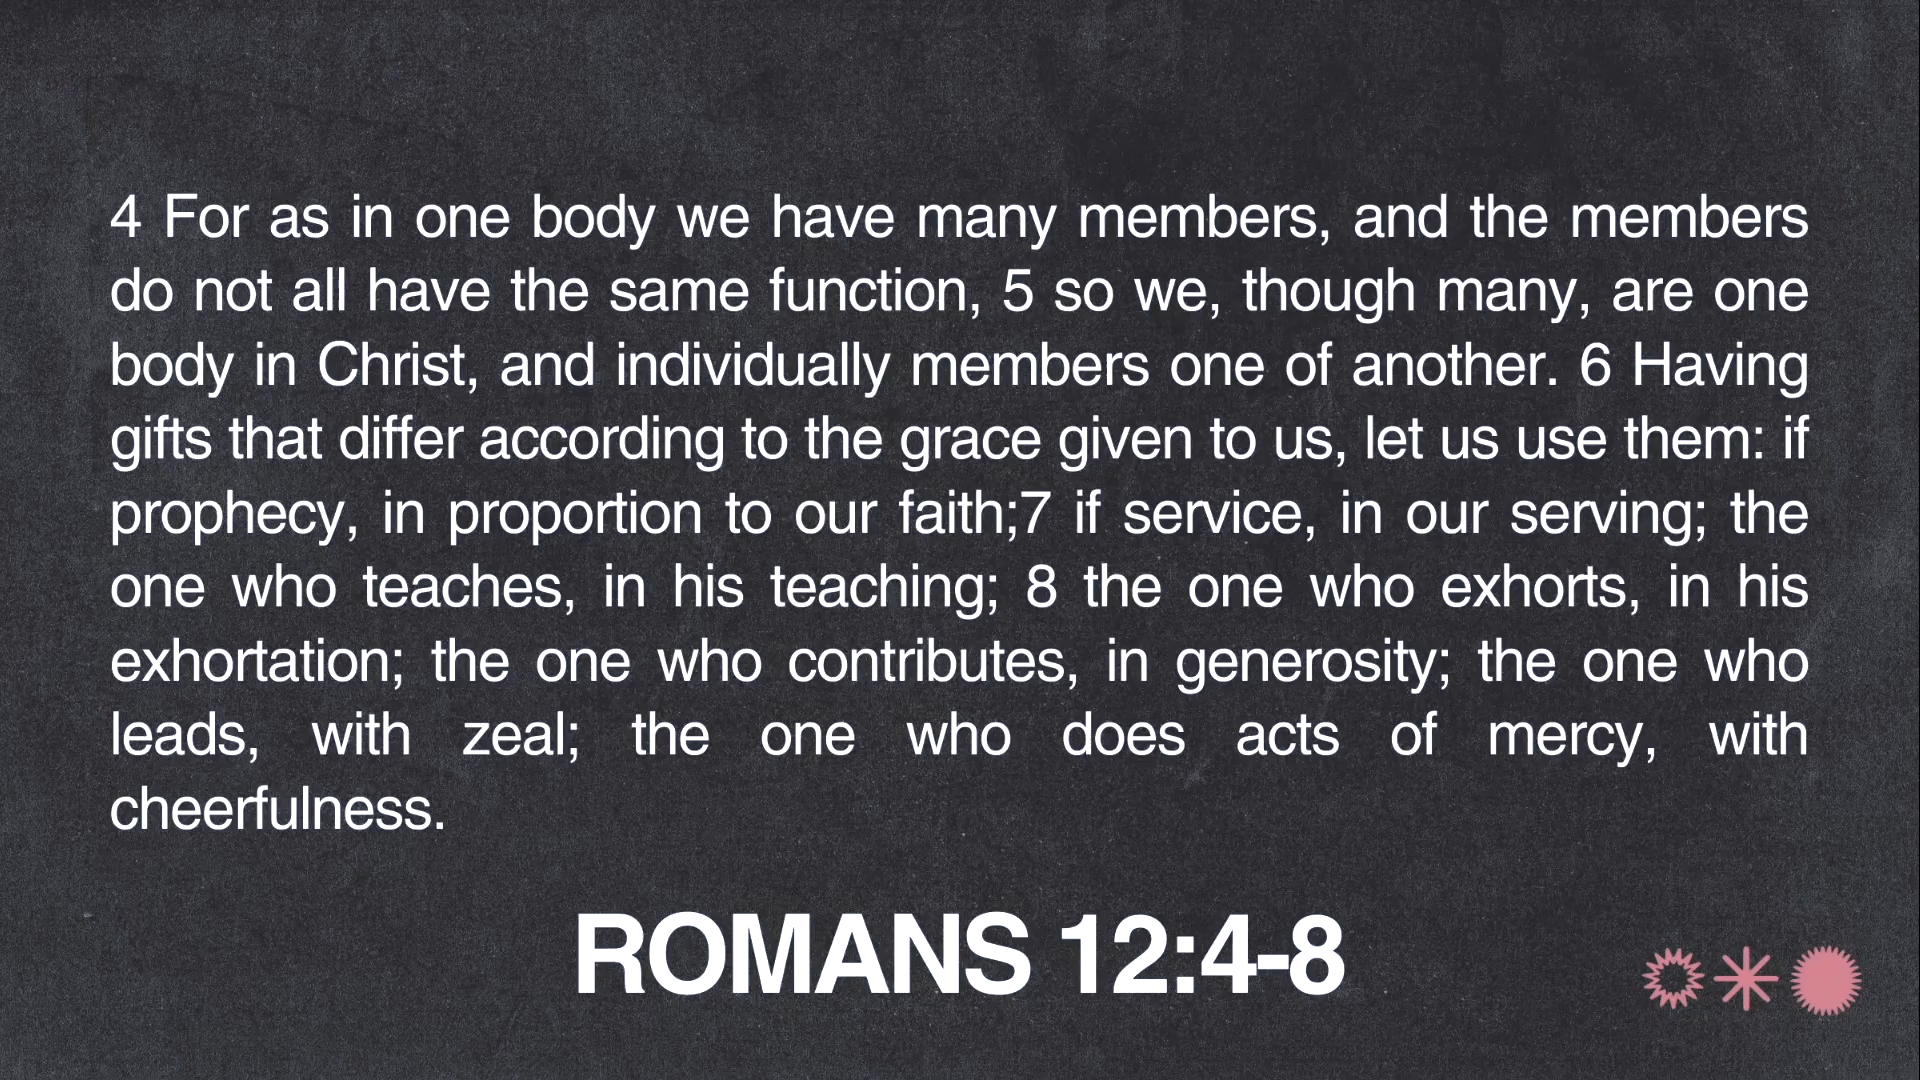 4 For as in one body we have many members, and the members
do not all have the same function, 5 so we, though many, are one
body in Christ, and individually members one of another. 6 Having
gifts that differ according to the grace given to us, let us use them: if
prophecy, in proportion to our faith;7 if service, in our serving; the
one who teaches, in his teaching; 8 the one who exhorts, in his
exhortation; the one who contributes, in generosity; the one who
leads, with zeal; the one who does acts of mercy, with
cheerfulness.
ROMANS 12:4-8